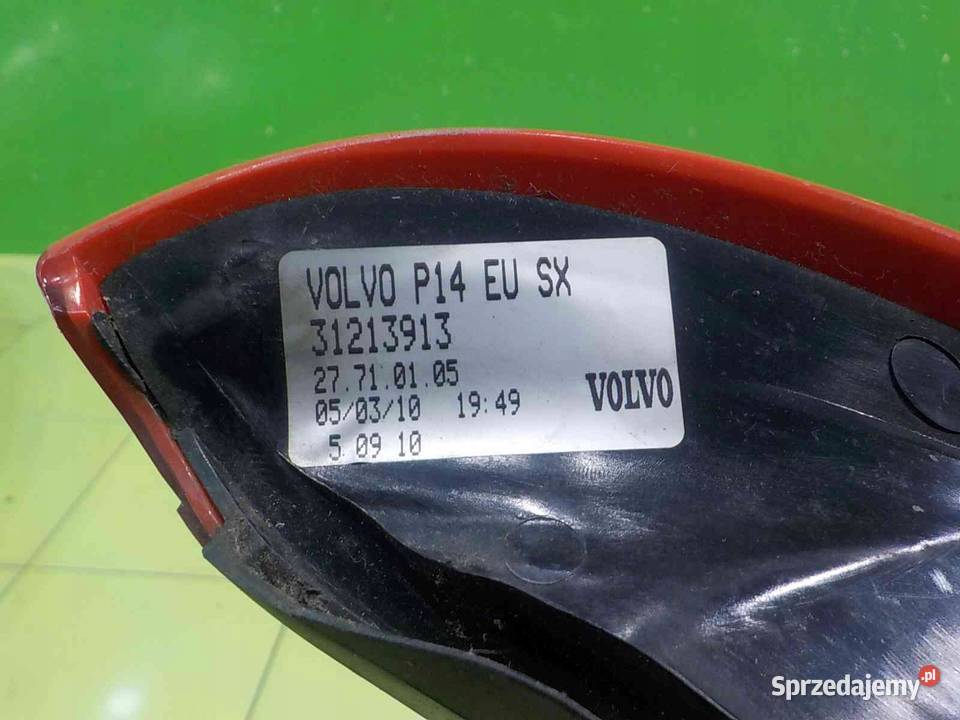 VOLVO P14 EU SX
31213913
27.71.01.05
05/03/10 19:49
5 09 10
VOLVO
Sprzedajemy.pl